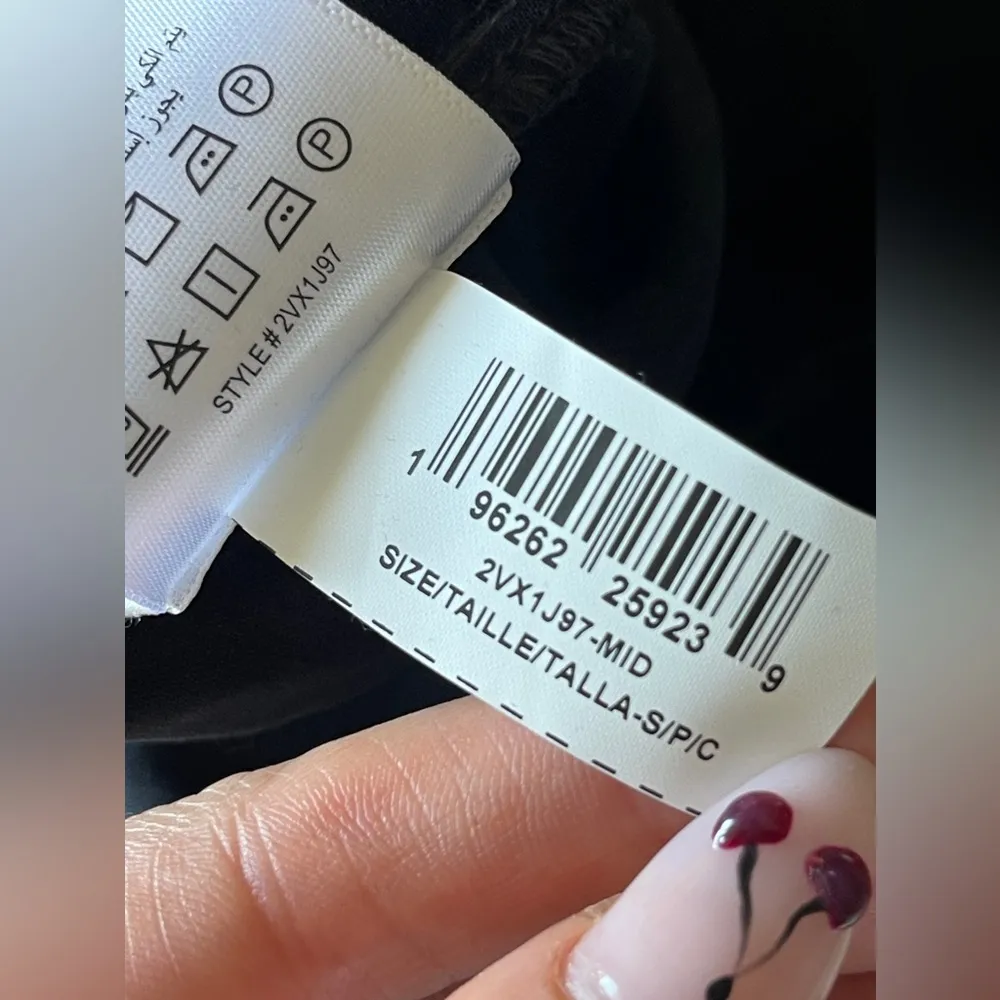 P
P
STYLE # 2VX1J97
1 96262 25923 9
2VX1J97-MID
SIZE/TAILLE/TALLA-S/P/C